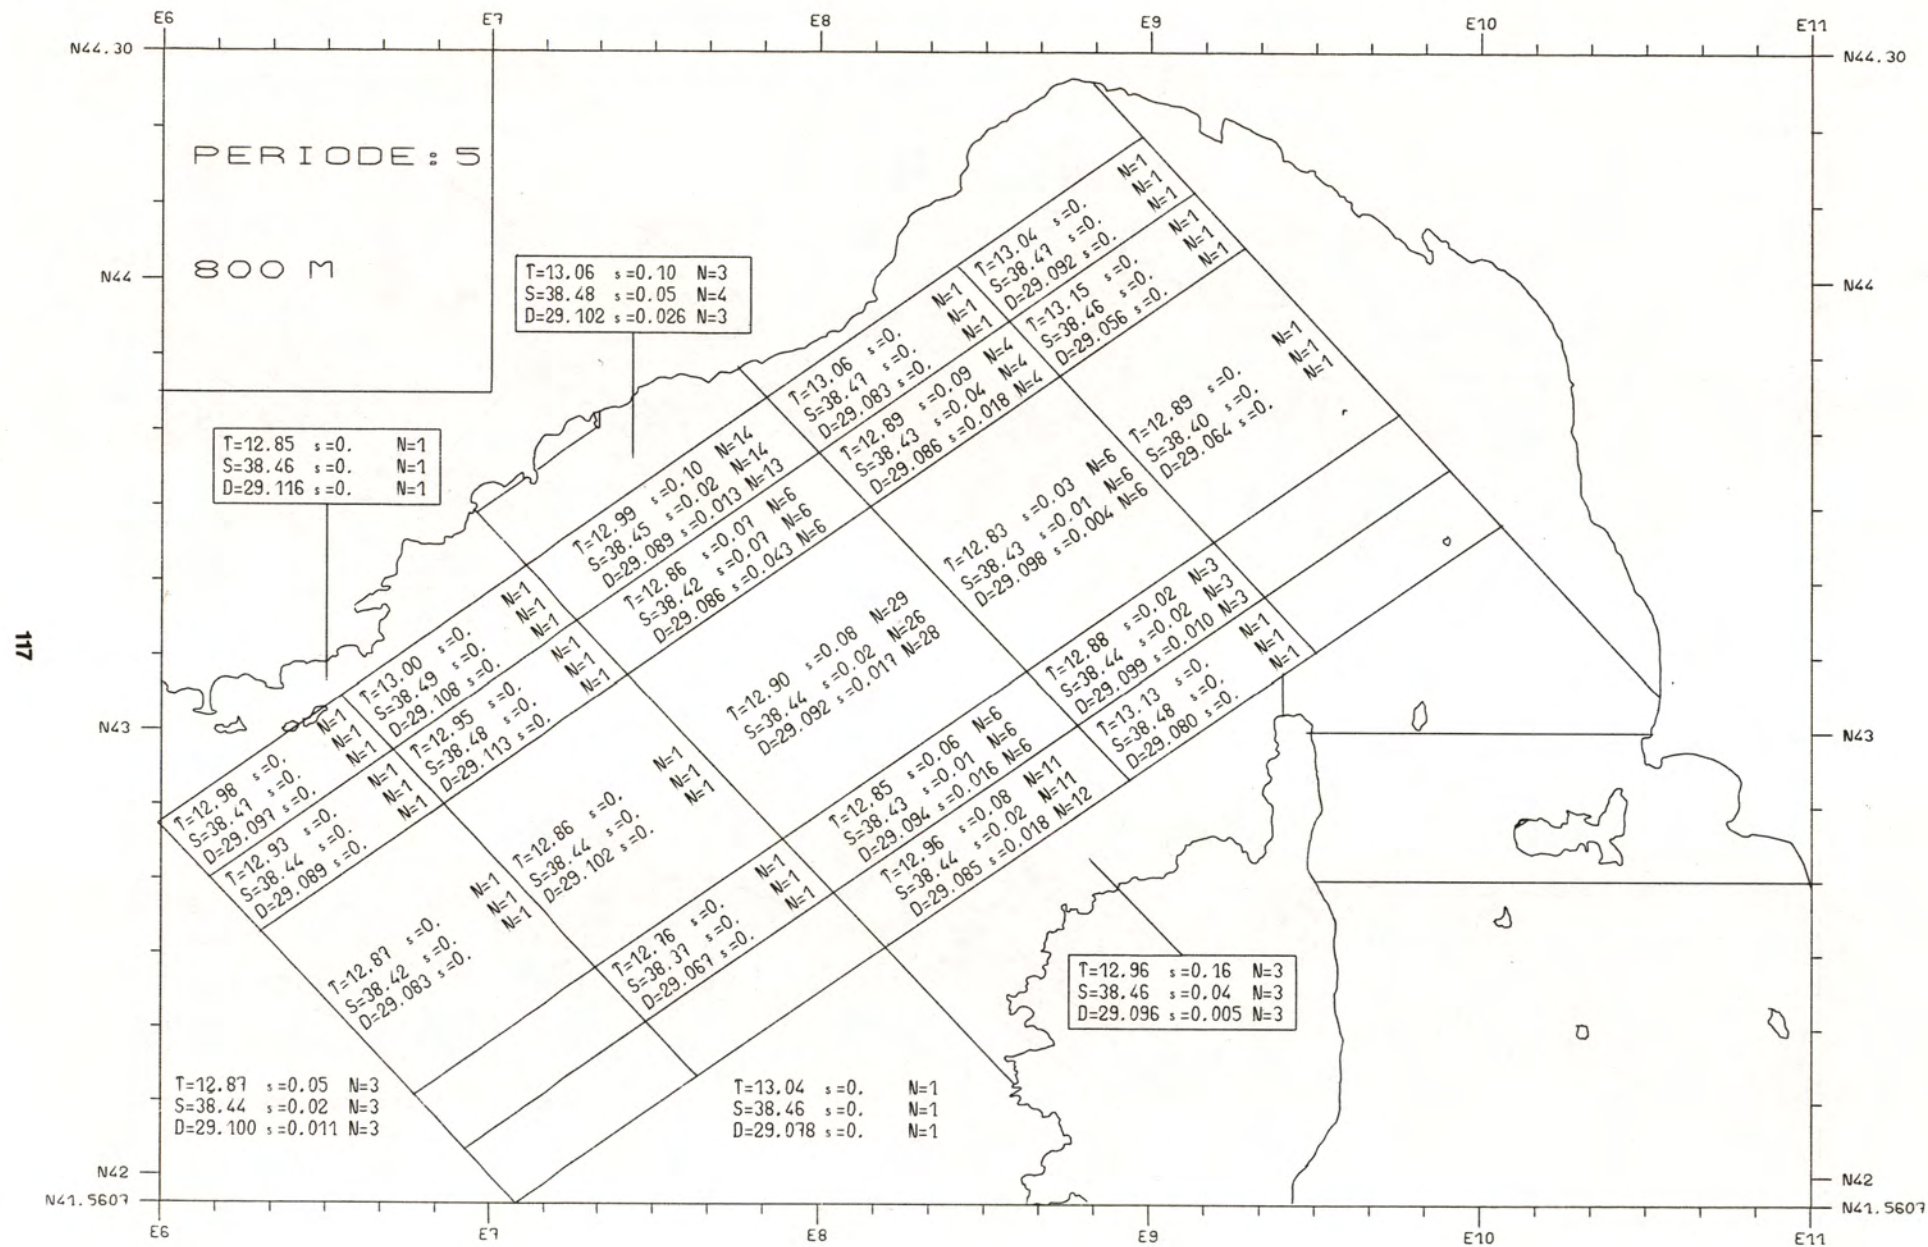 E6 E7 E8 E9 E10 E11
N44.30 N44.30
PERIODE:5
800 M
N44 N44
T=13.06 s=0.10 N=3
S=38.48 s=0.05 N=4
D=29.102 s=0.026 N=3
T=12.85 s=0. N=1
S=38.46 s=0. N=1
D=29.116 s=0. N=1
T=13.04 s=0. N=1
S=38.47 s=0. N=1
D=29.092 s=0. N=1
T=13.15 s=0. N=1
S=38.46 s=0. N=1
D=29.056 s=0. N=1
T=13.06 s=0. N=1
S=38.47 s=0. N=1
D=29.083 s=0. N=1
T=12.89 s=0.09 N=4
S=38.43 s=0.04 N=4
D=29.086 s=0.018 N=4
T=12.89 s=0. N=1
S=38.40 s=0. N=1
D=29.064 s=0. N=1
T=12.99 s=0.10 N=14
S=38.45 s=0.02 N=14
D=29.089 s=0.013 N=13
T=12.86 s=0.07 N=6
S=38.42 s=0.07 N=6
D=29.086 s=0.043 N=6
T=12.83 s=0.03 N=6
S=38.43 s=0.01 N=6
D=29.098 s=0.004 N=6
T=13.00 s=0. N=1
S=38.49 s=0. N=1
D=29.108 s=0. N=1
T=12.95 s=0. N=1
S=38.48 s=0. N=1
D=29.113 s=0. N=1
T=12.90 s=0.08 N=29
S=38.44 s=0.02 N=26
D=29.092 s=0.017 N=28
T=12.88 s=0.02 N=3
S=38.44 s=0.02 N=3
D=29.099 s=0.010 N=3
T=13.13 s=0. N=1
S=38.48 s=0. N=1
D=29.080 s=0. N=1
117
N43 N43
T=12.98 s=0. N=1
S=38.47 s=0. N=1
D=29.097 s=0. N=1
T=12.93 s=0. N=1
S=38.44 s=0. N=1
D=29.089 s=0. N=1
T=12.86 s=0. N=1
S=38.44 s=0. N=1
D=29.102 s=0. N=1
T=12.85 s=0.06 N=6
S=38.43 s=0.01 N=6
D=29.094 s=0.016 N=6
T=12.96 s=0.08 N=11
S=38.44 s=0.02 N=11
D=29.085 s=0.018 N=12
T=12.87 s=0. N=1
S=38.42 s=0. N=1
D=29.083 s=0. N=1
T=12.76 s=0. N=1
S=38.37 s=0. N=1
D=29.067 s=0. N=1
T=12.96 s=0.16 N=3
S=38.46 s=0.04 N=3
D=29.096 s=0.005 N=3
T=12.87 s=0.05 N=3
S=38.44 s=0.02 N=3
D=29.100 s=0.011 N=3
T=13.04 s=0. N=1
S=38.46 s=0. N=1
D=29.078 s=0. N=1
N42 N42
N41.5607 N41.5607
E6 E7 E8 E9 E10 E11